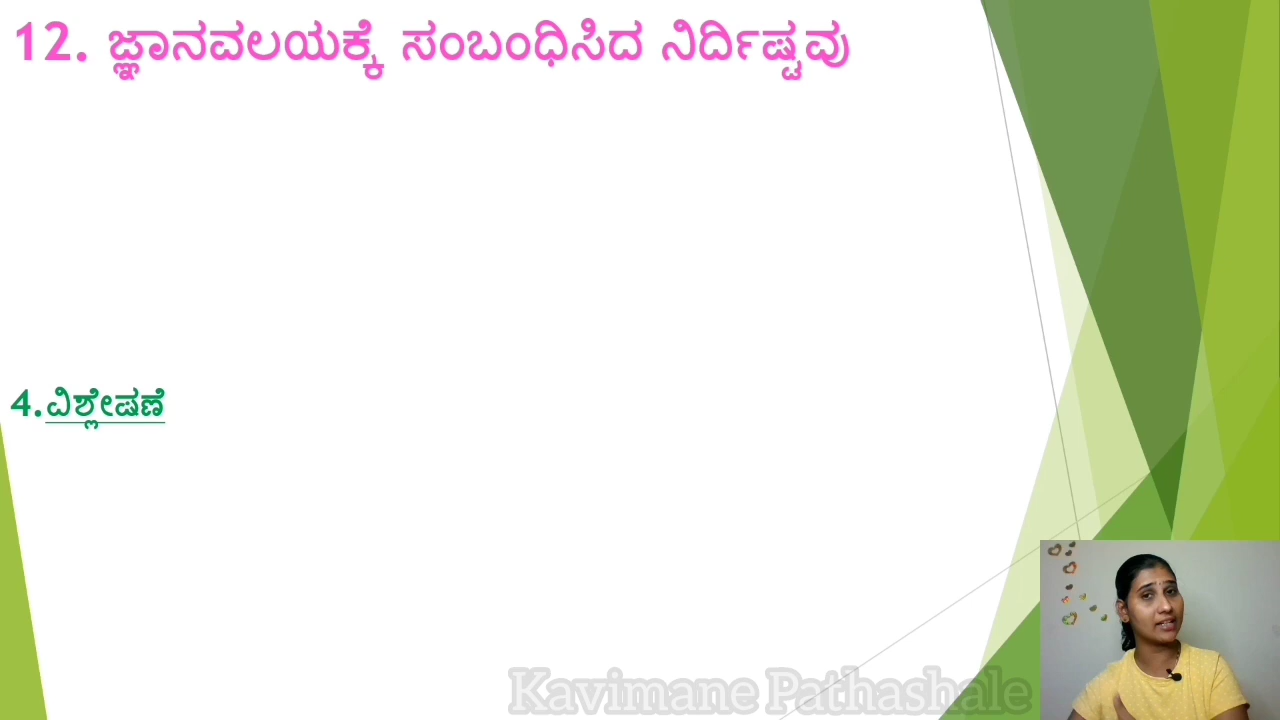 12. ಜ್ಞಾನವಲಯಕ್ಕೆ ಸಂಬಂಧಿಸಿದ ನಿರ್ದಿಷ್ಟವು
4.ವಿಶ್ಲೇಷಣೆ
Kavimane Pathashale